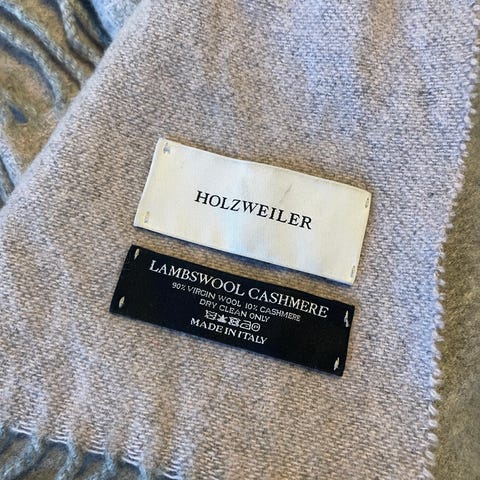 HOLZWEILER
LAMBSWOOL CASHMERE
90% VIRGIN WOOL 10% CASHMERE
DRY CLEAN ONLY
MADE IN ITALY